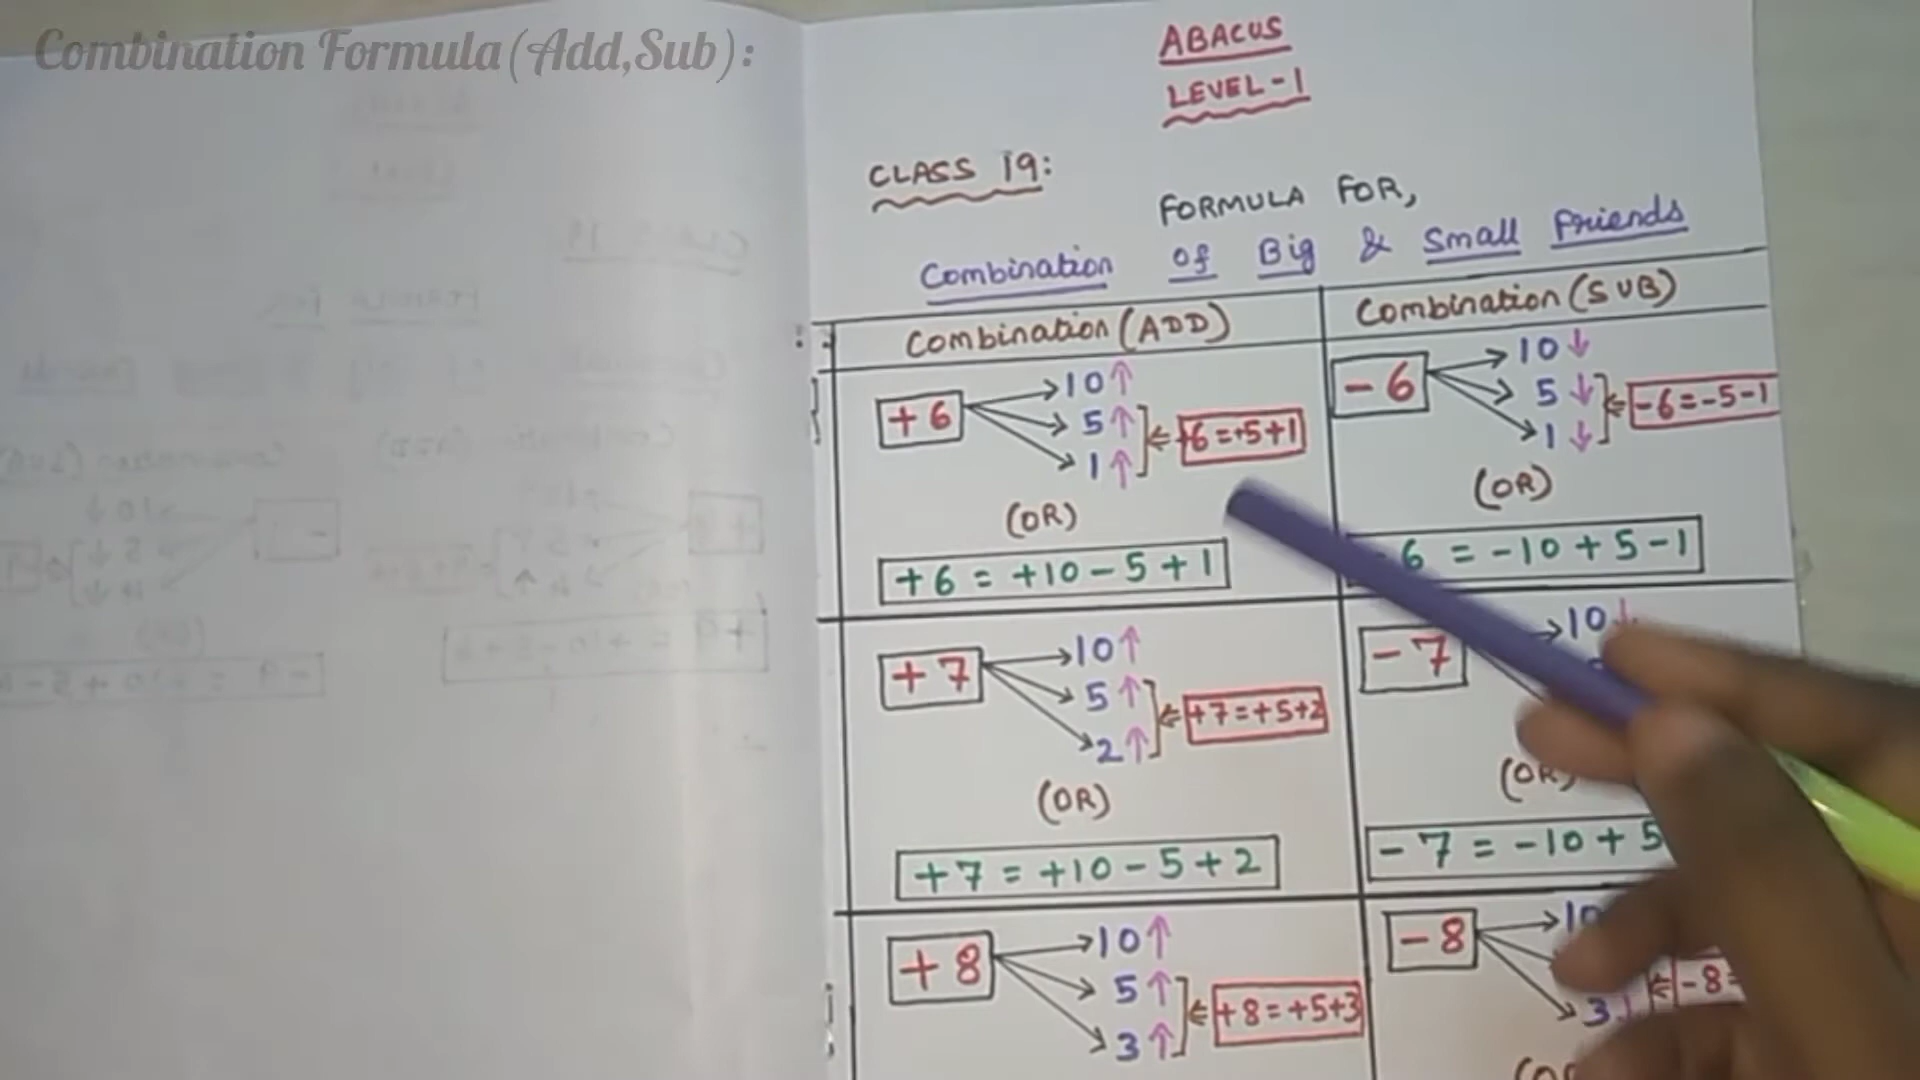 Combination Formula(Add,Sub):
ABACUS
LEVEL-1
CLASS 19:
FORMULA FOR,
Combination of Big & Small Friends
Combination (ADD)
+6
10↑
5↑
1↑
+6=+5+1
(OR)
+6 = +10-5+1
+7
10↑
5↑
2↑
+7=+5+2
(OR)
+7 = +10-5+2
+8
10↑
5↑
3↑
+8=+5+3
Combination (SUB)
-6
10↓
5↓
1↓
-6=-5-1
(OR)
6 = -10+5-1
-7
10↓
(OR)
-7 = -10+5
-8
10
3↓
-8=